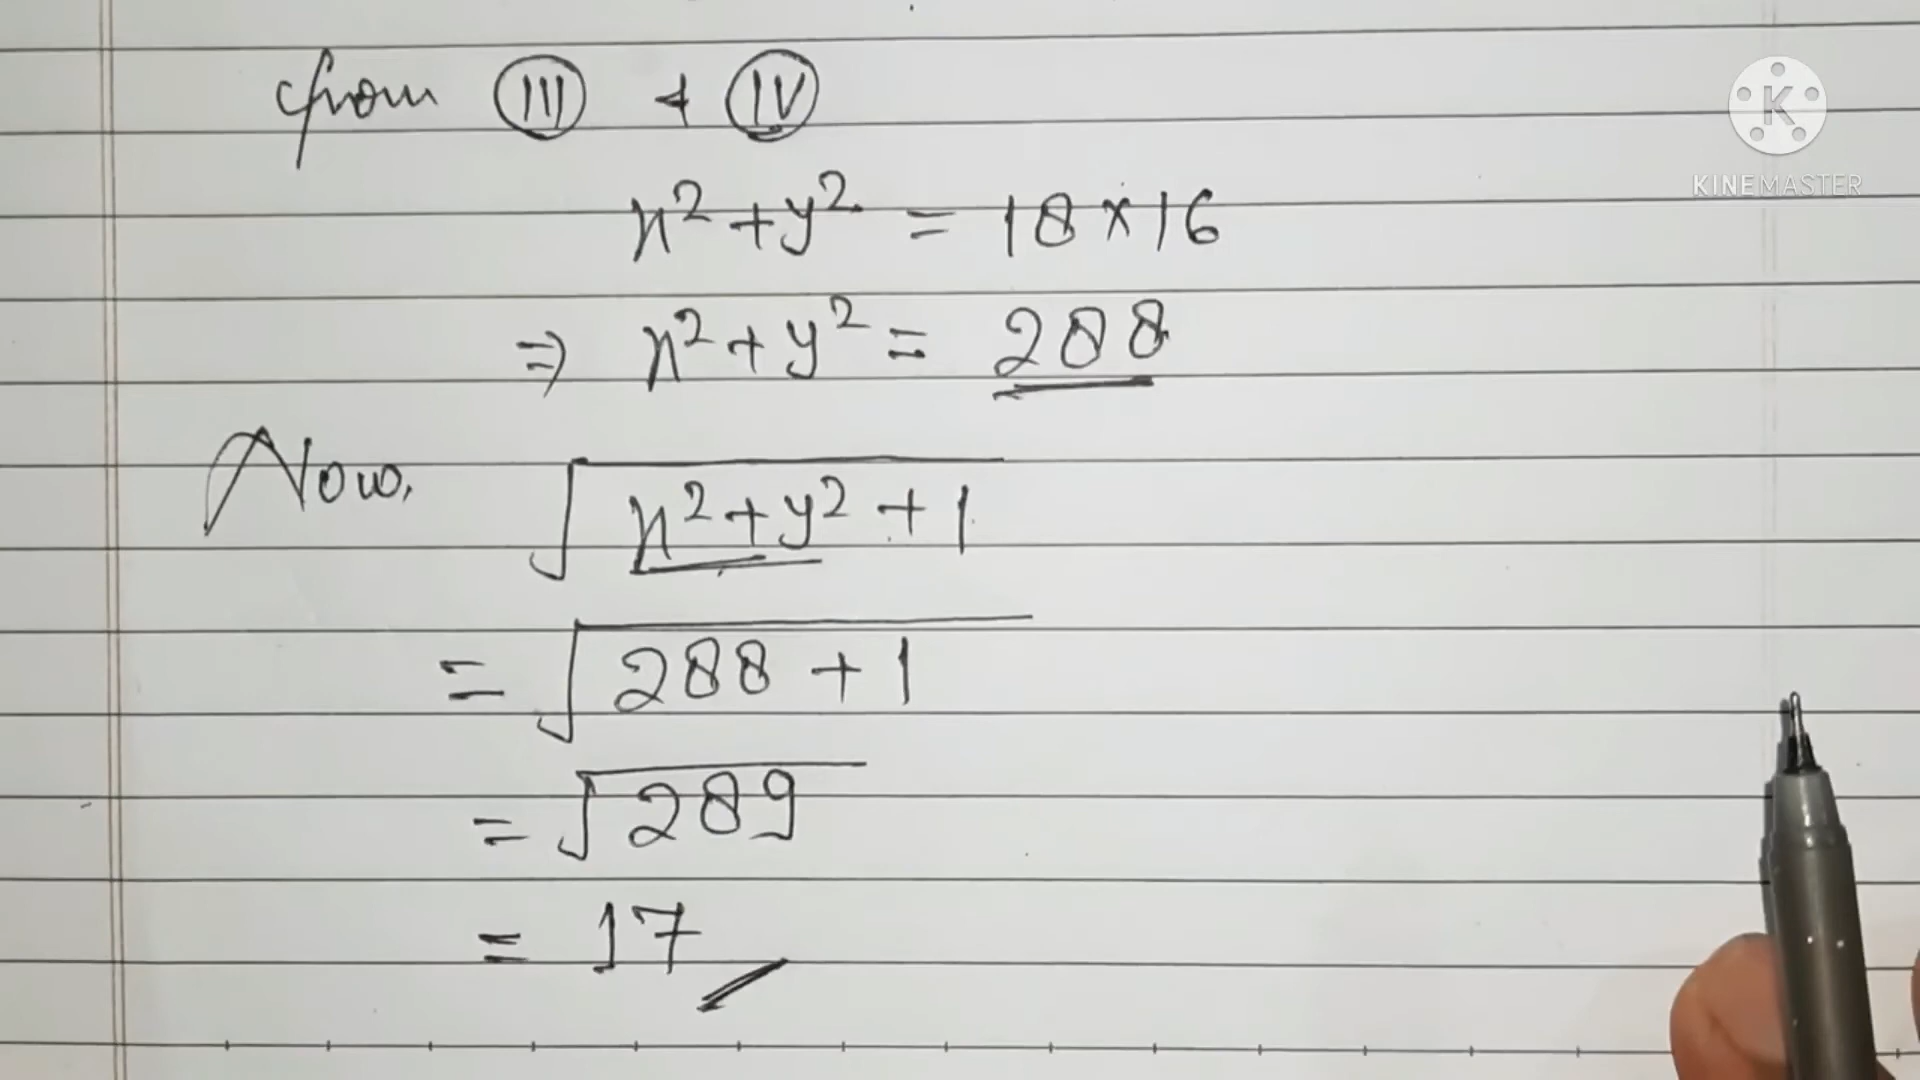 from III & IV
K
KINEMASTER
x² + y² = 18 × 16
⇒ x² + y² = 288
Now, √(x² + y² + 1)
= √(288 + 1)
= √289
= 17